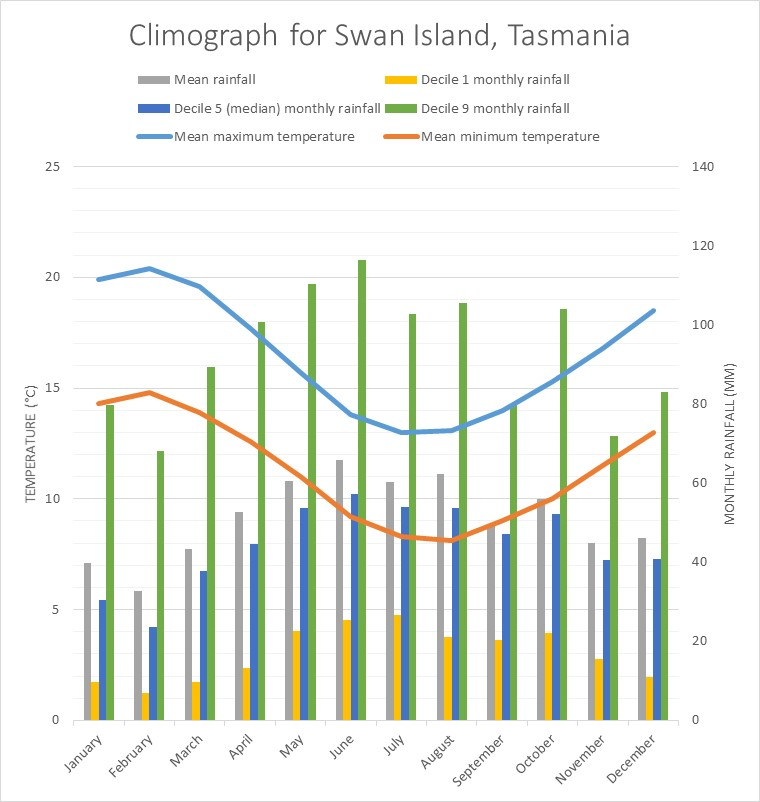 Climograph for Swan Island, Tasmania
Mean rainfall
Decile 1 monthly rainfall
Decile 5 (median) monthly rainfall
Decile 9 monthly rainfall
Mean maximum temperature
Mean minimum temperature
25
20
15
10
5
0
TEMPERATURE (°C)
140
120
100
80
60
40
20
0
MONTHLY RAINFALL (MM)
January
February
March
April
May
June
July
August
September
October
November
December